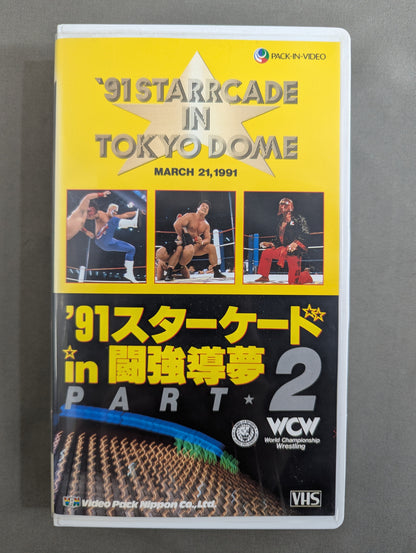 PACK-IN-VIDEO
'91 STARRCADE
IN
TOKYO DOME
MARCH 21, 1991
'91スターケード
in 闘強導夢
PART★2
WCW
World Championship
Wrestling
Video Pack Nippon Co., Ltd.
VHS